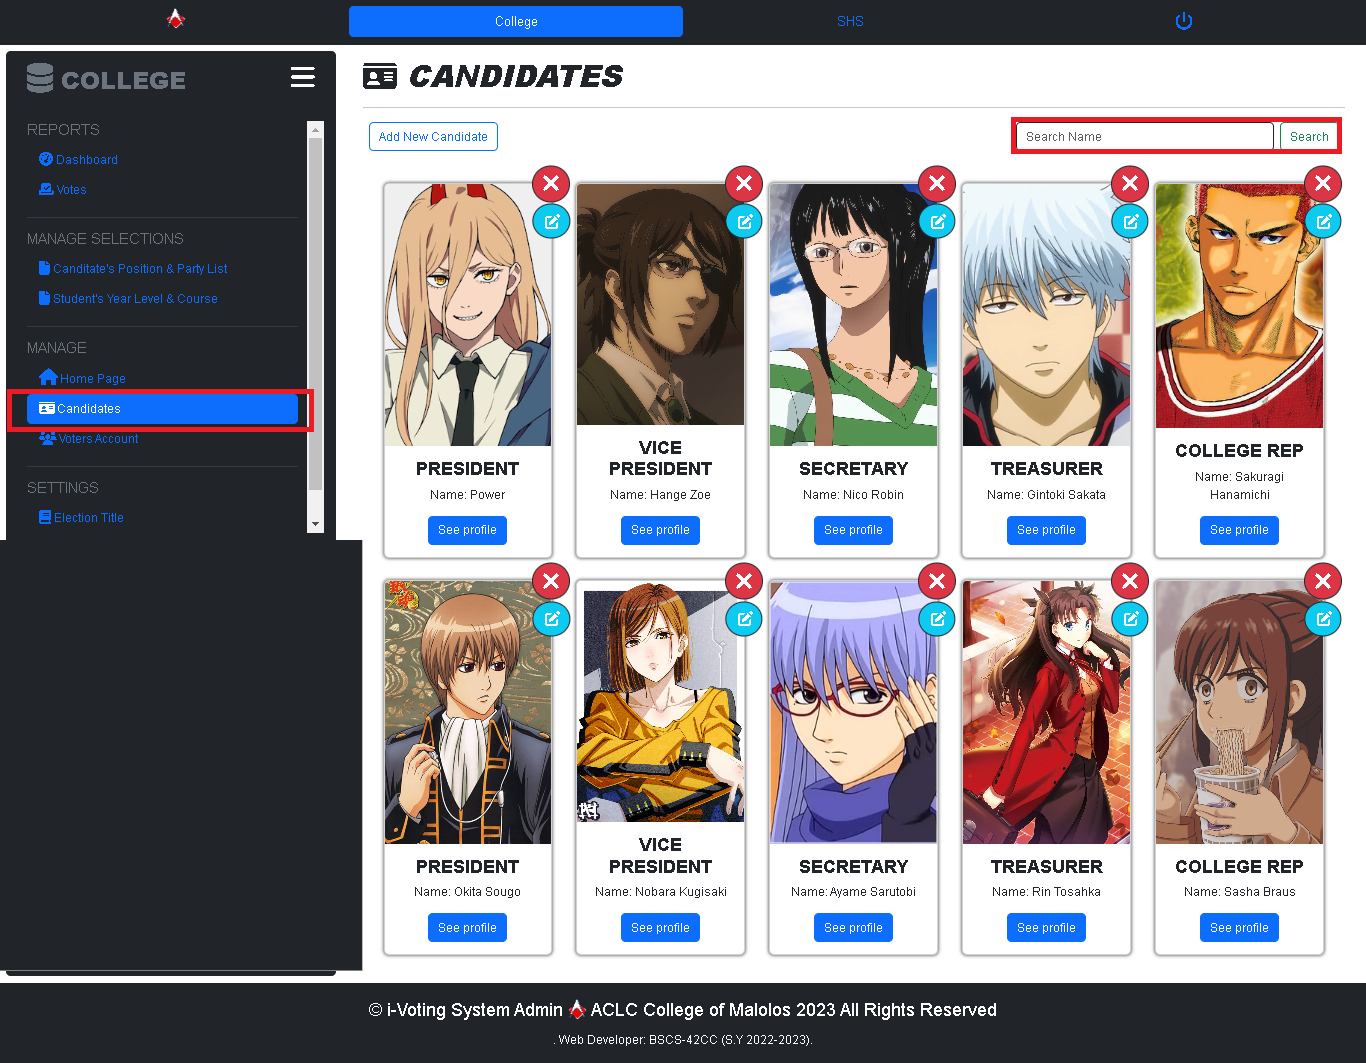 College
SHS
COLLEGE
REPORTS
Dashboard
Votes
MANAGE SELECTIONS
Canditate's Position & Party List
Student's Year Level & Course
MANAGE
Home Page
Candidates
Voters Account
SETTINGS
Election Title
CANDIDATES
Add New Candidate
Search Name
Search
PRESIDENT
Name: Power
See profile
VICE
PRESIDENT
Name: Hange Zoe
See profile
SECRETARY
Name: Nico Robin
See profile
TREASURER
Name: Gintoki Sakata
See profile
COLLEGE REP
Name: Sakuragi
Hanamichi
See profile
PRESIDENT
Name: Okita Sougo
See profile
VICE
PRESIDENT
Name: Nobara Kugisaki
See profile
SECRETARY
Name: Ayame Sarutobi
See profile
TREASURER
Name: Rin Tosahka
See profile
COLLEGE REP
Name: Sasha Braus
See profile
© i-Voting System Admin ACLC College of Malolos 2023 All Rights Reserved
. Web Developer: BSCS-42CC (S.Y 2022-2023).